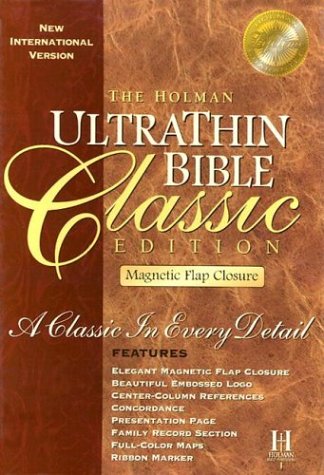 NEW
INTERNATIONAL
VERSION
THE HOLMAN
ULTRATHIN
BIBLE
Classic
EDITION
Magnetic Flap Closure
A Classic In Every Detail
FEATURES
ELEGANT MAGNETIC FLAP CLOSURE
BEAUTIFUL EMBOSSED LOGO
CENTER-COLUMN REFERENCES
CONCORDANCE
PRESENTATION PAGE
FAMILY RECORD SECTION
FULL-COLOR MAPS
RIBBON MARKER
H
HOLMAN